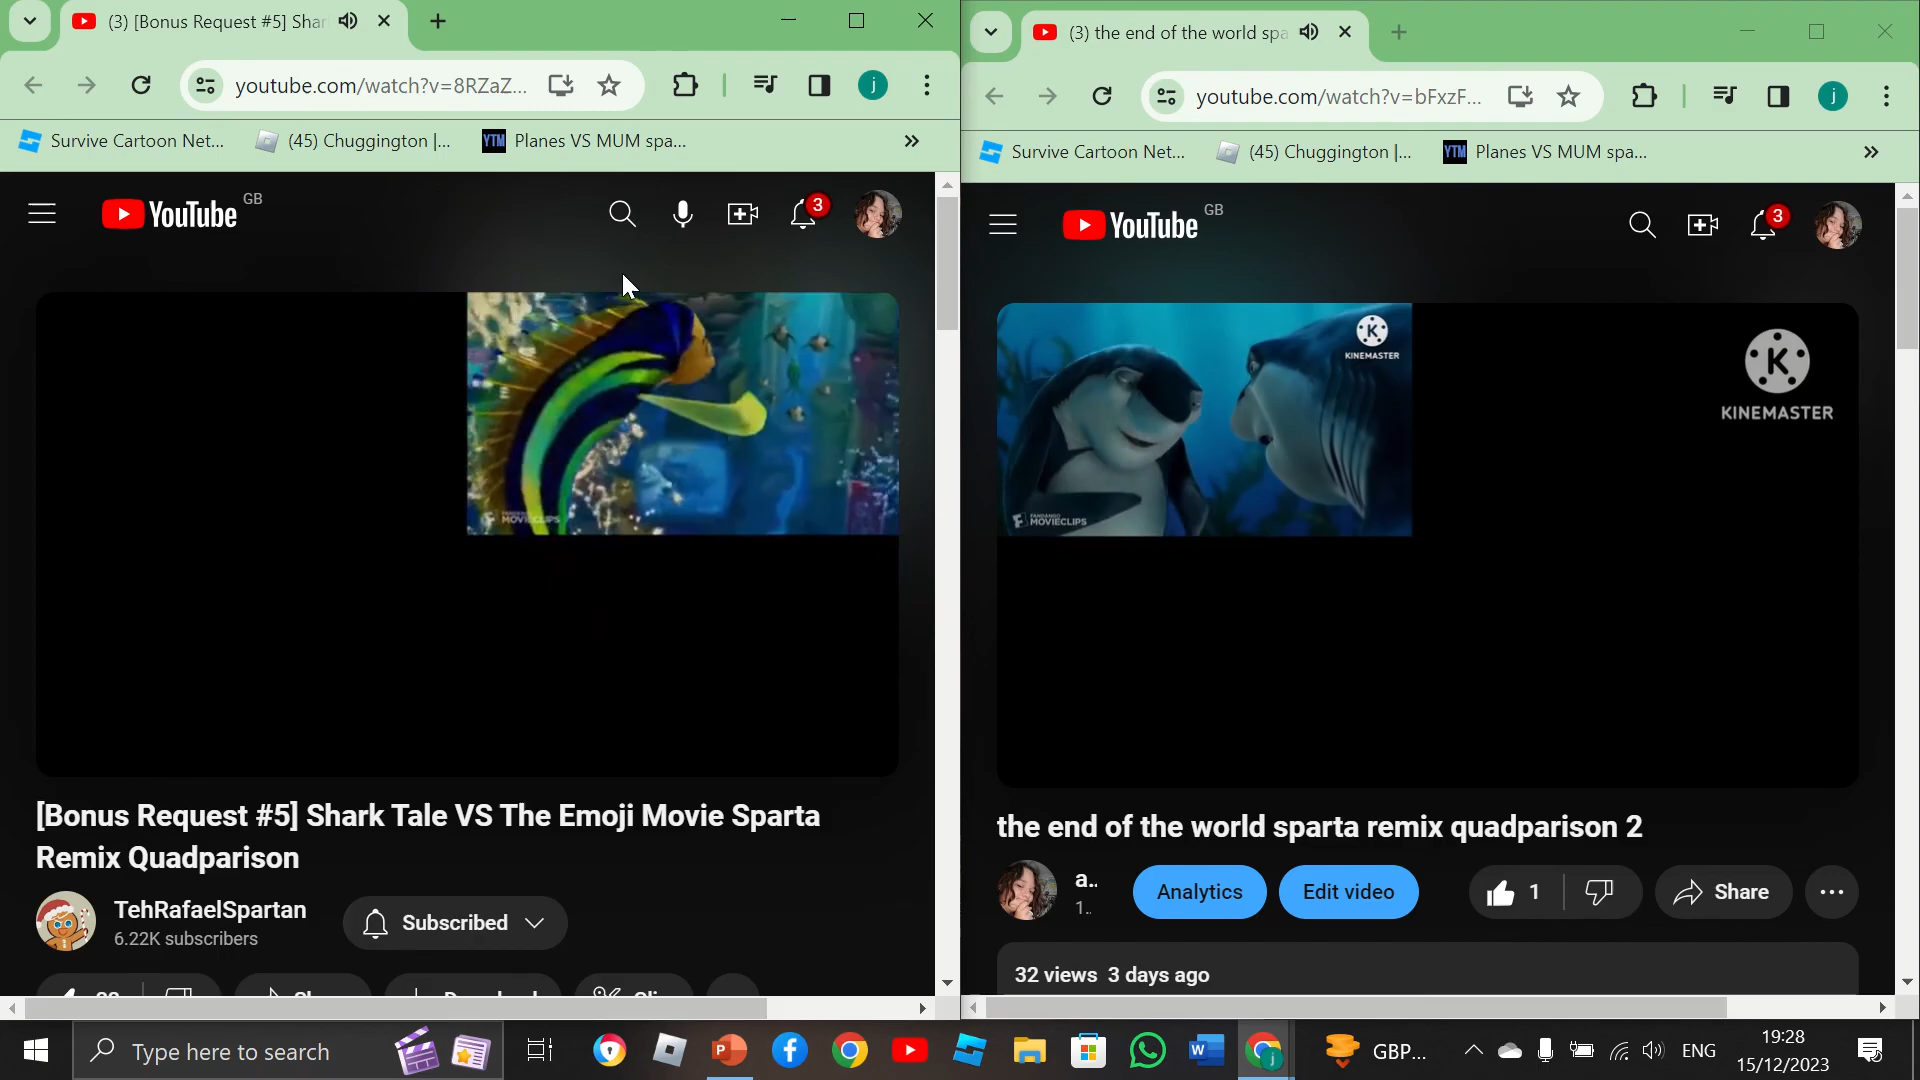 (3) [Bonus Request #5] Shar
youtube.com/watch?v=8RZaZ...
j
Survive Cartoon Net...
(45) Chuggington |...
YTM
Planes VS MUM spa...
YouTube
GB
3
FANDANGO
MOVIECLIPS
[Bonus Request #5] Shark Tale VS The Emoji Movie Sparta
Remix Quadparison
TehRafaelSpartan
6.22K subscribers
Subscribed
(3) the end of the world spa
youtube.com/watch?v=bFxzF...
j
Survive Cartoon Net...
(45) Chuggington |...
YTM
Planes VS MUM spa...
YouTube
GB
3
K
KINEMASTER
FANDANGO
MOVIECLIPS
K
KINEMASTER
the end of the world sparta remix quadparison 2
a..
1..
Analytics
Edit video
1
Share
32 views 3 days ago
Type here to search
GBP...
ENG
19:28
15/12/2023